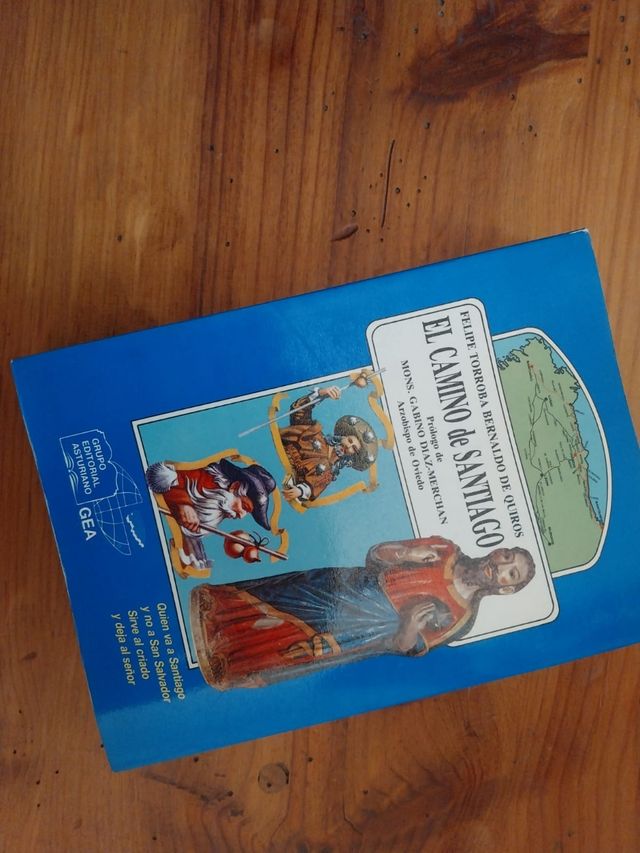 FELIPE TORROBA BERNALDO DE QUIROS
EL CAMINO de SANTIAGO
Prólogo de
MONS. GABINO DIAZ-MERCHAN
Arzobispo de Oviedo
GRUPO
EDITORIAL
ASTURIANO
GEA
Quien va a Santiago
y no a San Salvador
Sirve al criado
y deja al señor